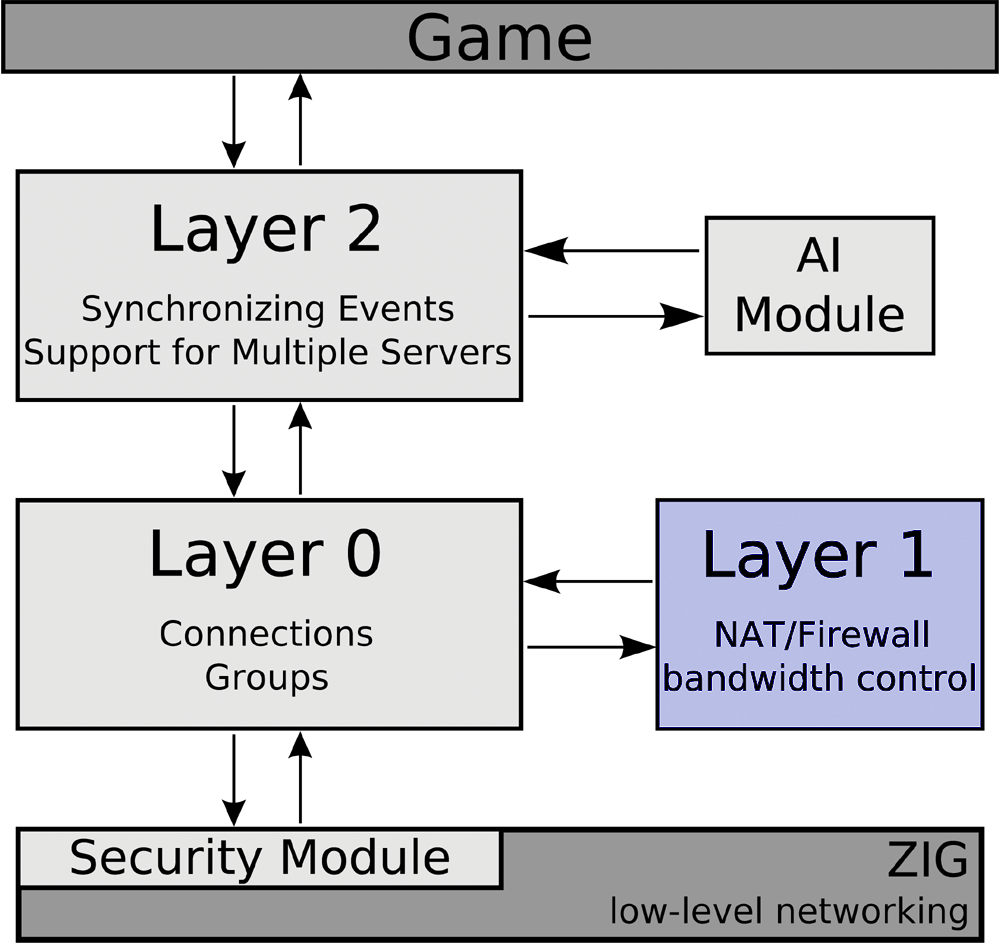 Game
Layer 2
Synchronizing Events
Support for Multiple Servers
AI
Module
Layer 0
Connections
Groups
Layer 1
NAT/Firewall
bandwidth control
Security Module
ZIG
low-level networking